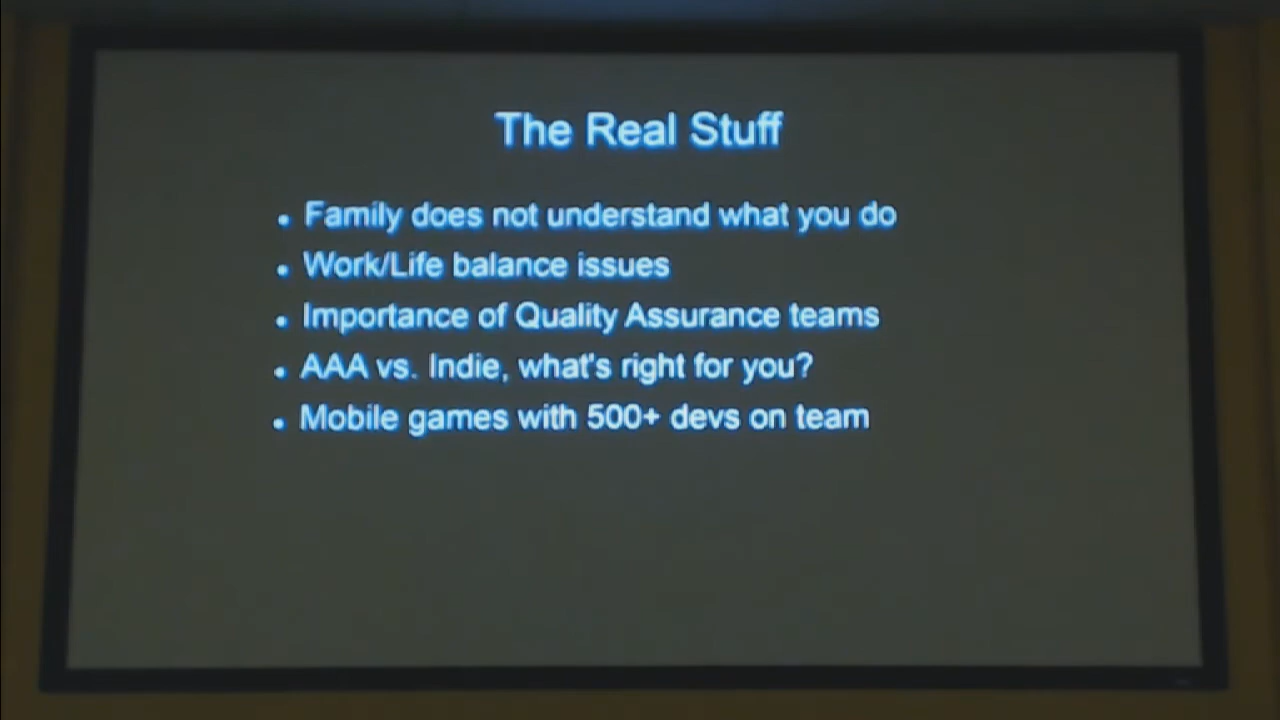 The Real Stuff
• Family does not understand what you do
• Work/Life balance issues
• Importance of Quality Assurance teams
• AAA vs. Indie, what's right for you?
• Mobile games with 500+ devs on team